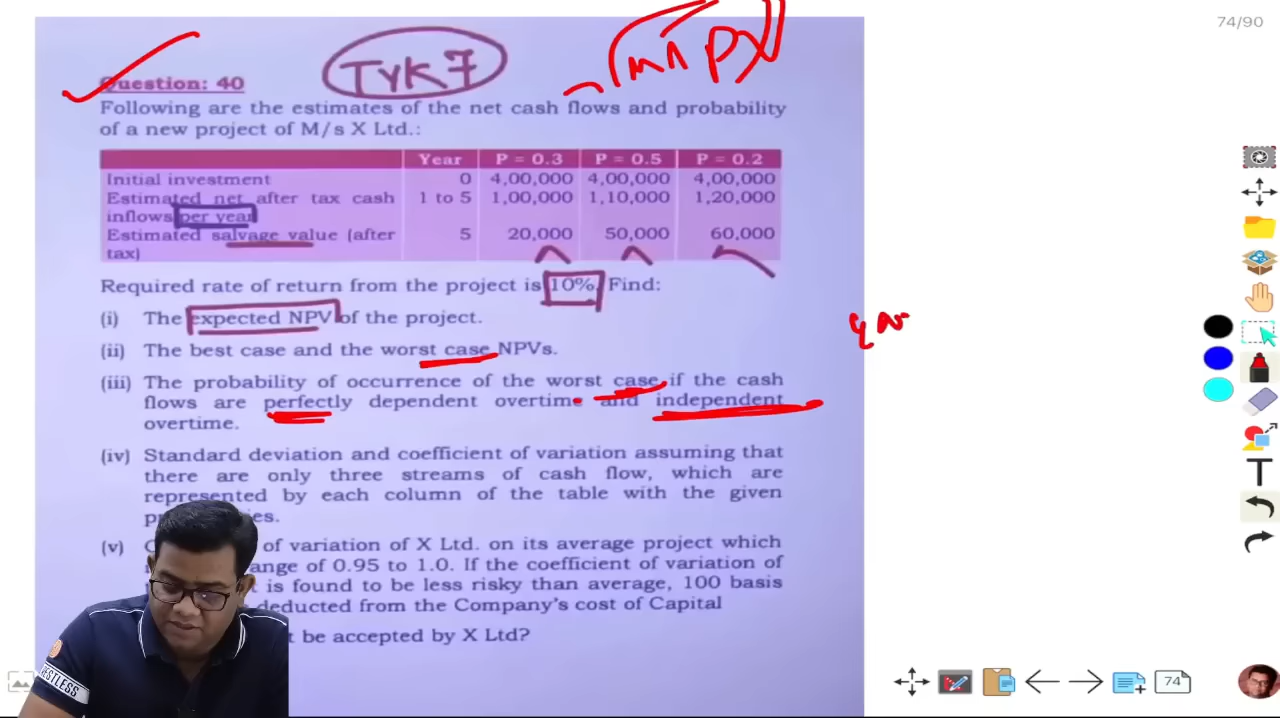 74/90
TYK 7
Question: 40
Following are the estimates of the net cash flows and probability
of a new project of M/s X Ltd.:
Year P = 0.3 P = 0.5 P = 0.2
Initial investment 0 4,00,000 4,00,000 4,00,000
Estimated net after tax cash 1 to 5 1,00,000 1,10,000 1,20,000
inflows per year
Estimated salvage value (after 5 20,000 50,000 60,000
tax)
Required rate of return from the project is 10%. Find:
(i) The expected NPV of the project.
(ii) The best case and the worst case NPVs.
(iii) The probability of occurrence of the worst case if the cash
flows are perfectly dependent overtime and independent
overtime.
(iv) Standard deviation and coefficient of variation assuming that
there are only three streams of cash flow, which are
represented by each column of the table with the given
(v) of variation of X Ltd. on its average project which
of 0.95 to 1.0. If the coefficient of variation of
is found to be less risky than average, 100 basis
deducted from the Company's cost of Capital
be accepted by X Ltd?
RESTLESS
T
74